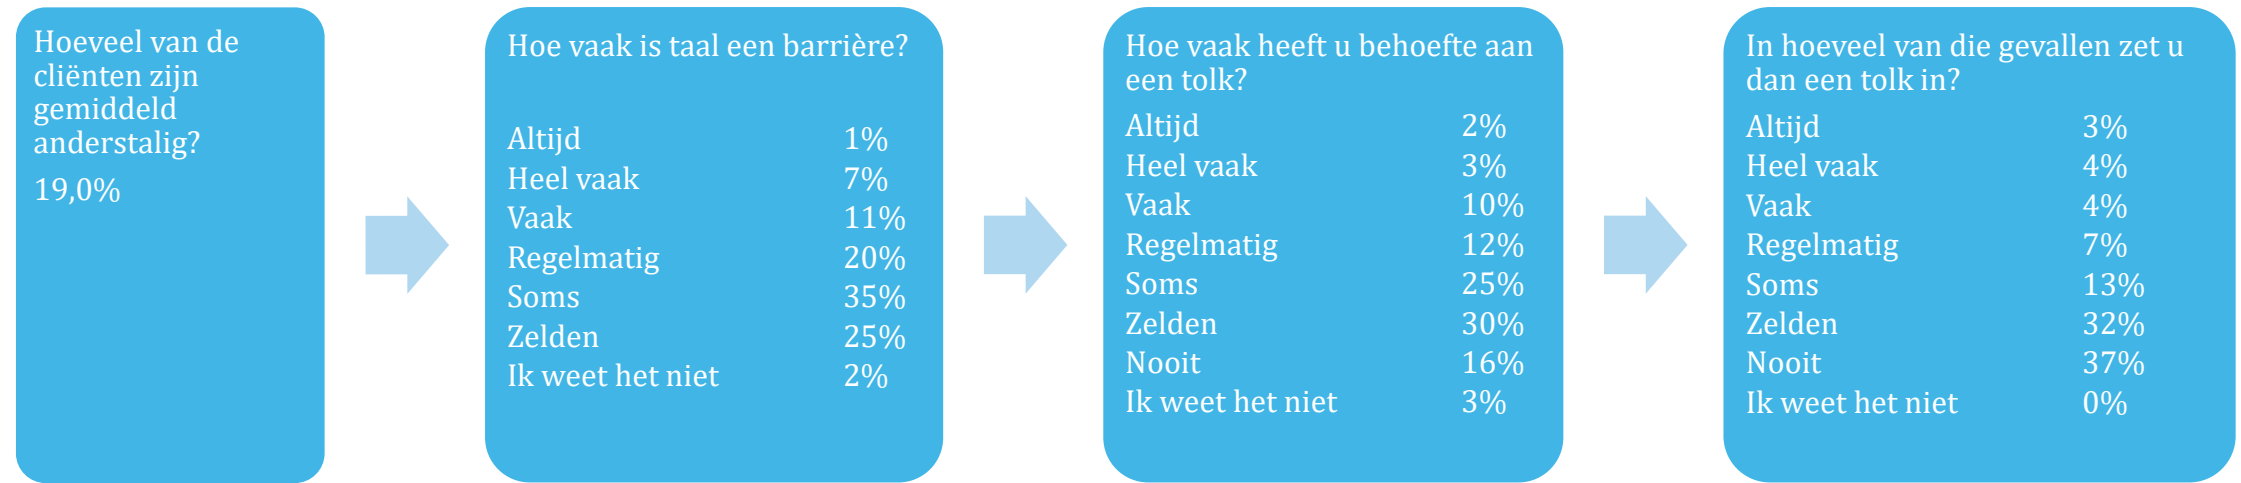 Hoeveel van de
cliënten zijn
gemiddeld
anderstalig?
19,0%
Hoe vaak is taal een barrière?
Altijd 1%
Heel vaak 7%
Vaak 11%
Regelmatig 20%
Soms 35%
Zelden 25%
Ik weet het niet 2%
Hoe vaak heeft u behoefte aan
een tolk?
Altijd 2%
Heel vaak 3%
Vaak 10%
Regelmatig 12%
Soms 25%
Zelden 30%
Nooit 16%
Ik weet het niet 3%
In hoeveel van die gevallen zet u
dan een tolk in?
Altijd 3%
Heel vaak 4%
Vaak 4%
Regelmatig 7%
Soms 13%
Zelden 32%
Nooit 37%
Ik weet het niet 0%